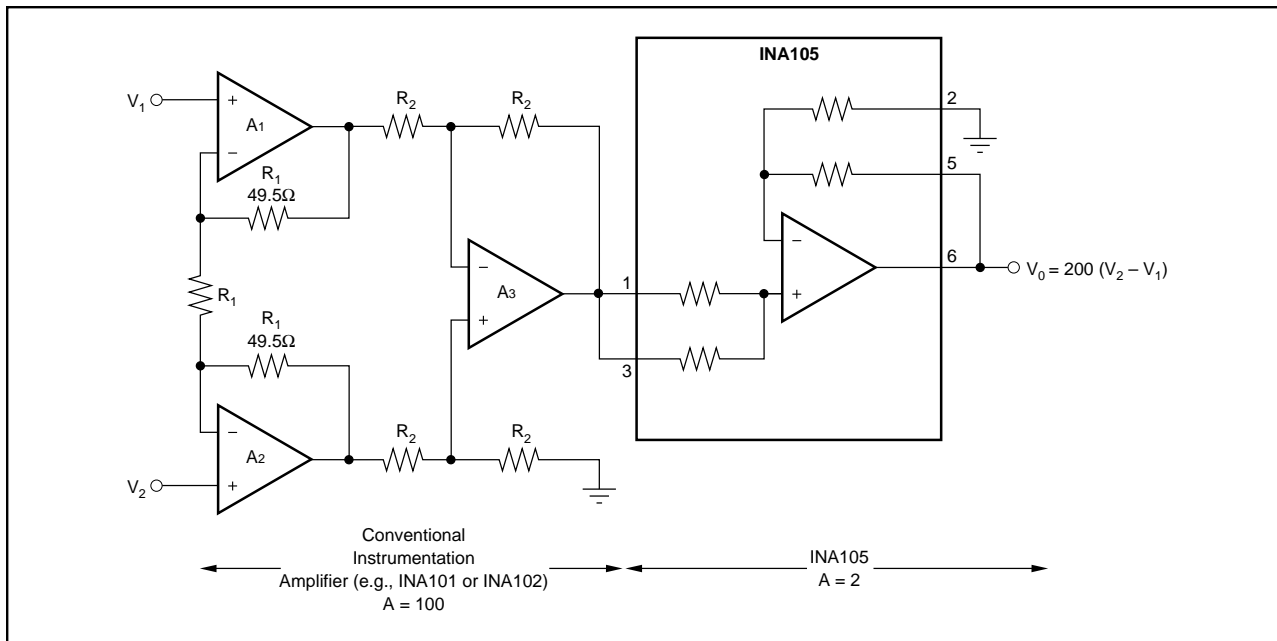 INA105
V1
+
A1
–
R2
R2
R1
49.5Ω
R1
R1
49.5Ω
–
A2
+
V2
R2
R2
–
A3
+
1
3
2
5
–
+
6
V0 = 200 (V2 – V1)
Conventional
Instrumentation
Amplifier (e.g., INA101 or INA102)
A = 100
INA105
A = 2